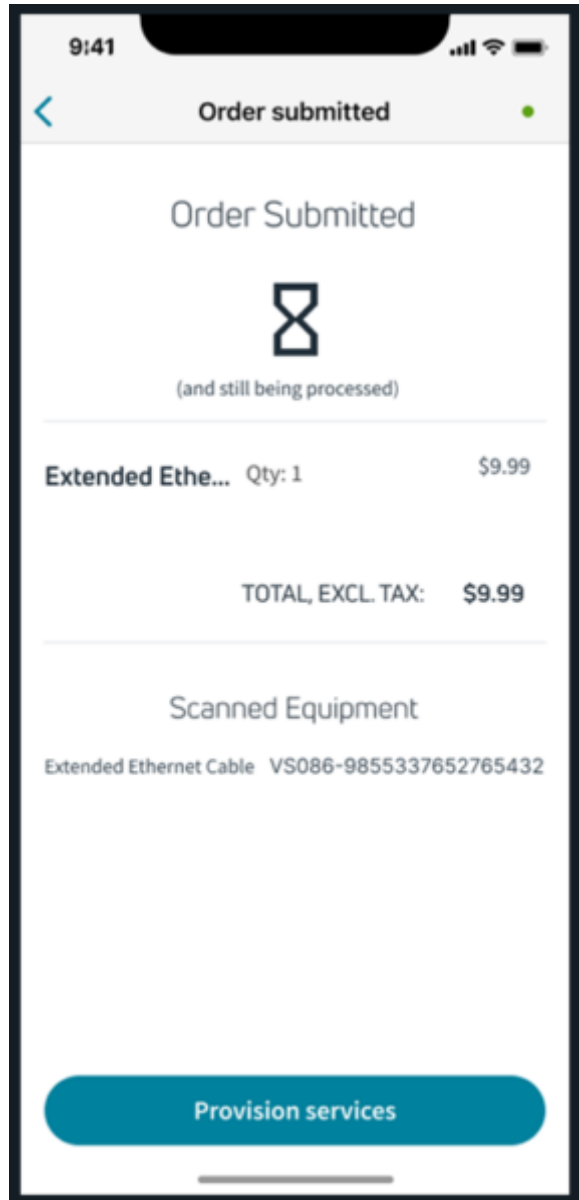 9:41
Order submitted
Order Submitted
(and still being processed)
Extended Ethe... Qty: 1 $9.99
TOTAL, EXCL. TAX: $9.99
Scanned Equipment
Extended Ethernet Cable VS086-9855337652765432
Provision services